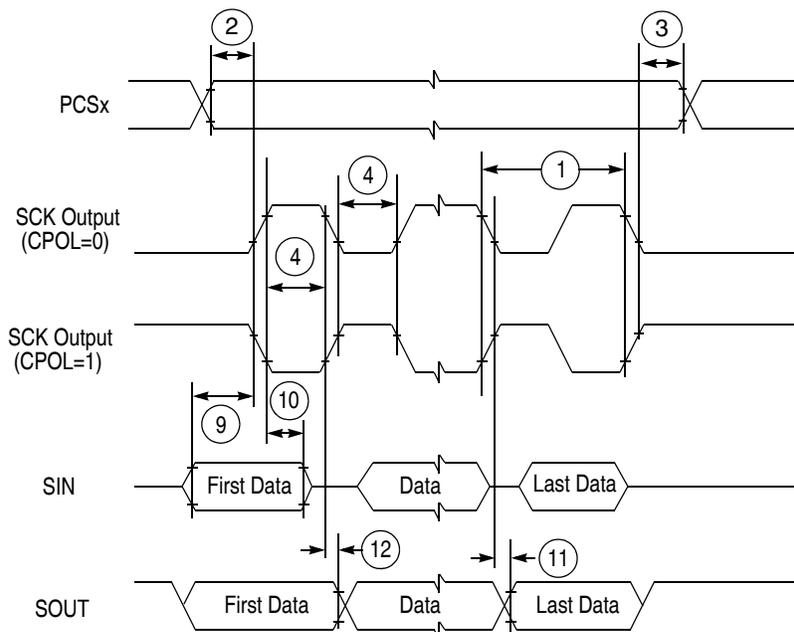 2
3
PCSx
4
1
SCK Output
(CPOL=0)
4
SCK Output
(CPOL=1)
10
9
SIN
First Data
Data
Last Data
12
11
SOUT
First Data
Data
Last Data